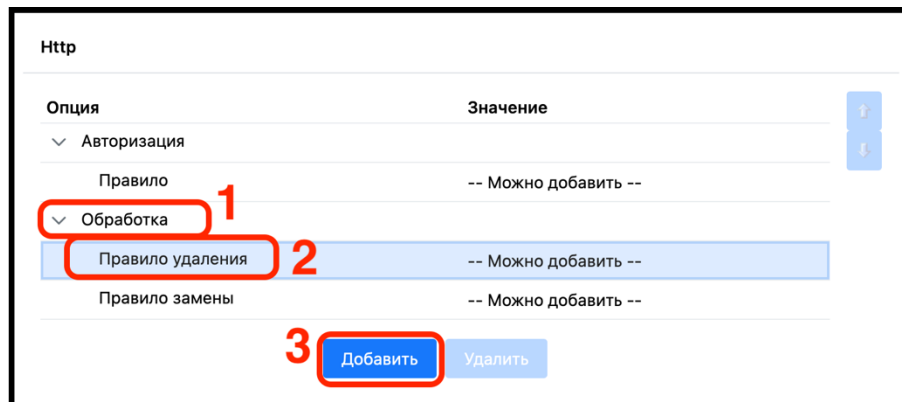 Http
Опция Значение
Авторизация
Правило -- Можно добавить --
1
Обработка
Правило удаления 2 -- Можно добавить --
Правило замены -- Можно добавить --
3 Добавить Удалить